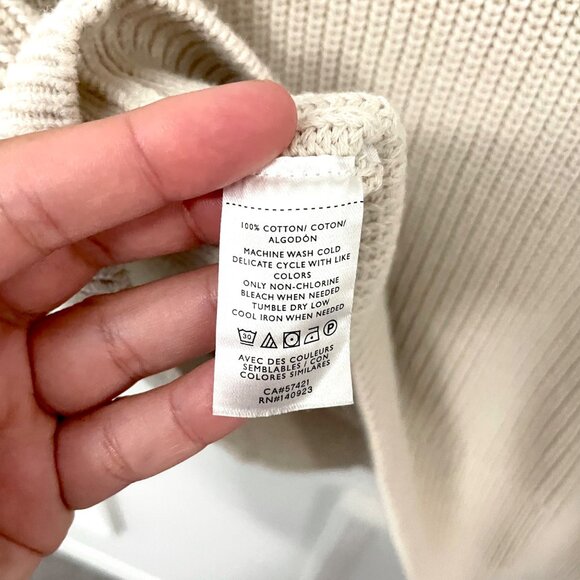 100% COTTON/ COTON/
ALGODÓN
MACHINE WASH COLD
DELICATE CYCLE WITH LIKE
COLORS
ONLY NON-CHLORINE
BLEACH WHEN NEEDED
TUMBLE DRY LOW
COOL IRON WHEN NEEDED
30 P
AVEC DES COULEURS
SEMBLABLES / CON
COLORES SIMILARES
CA#57421
RN#140923